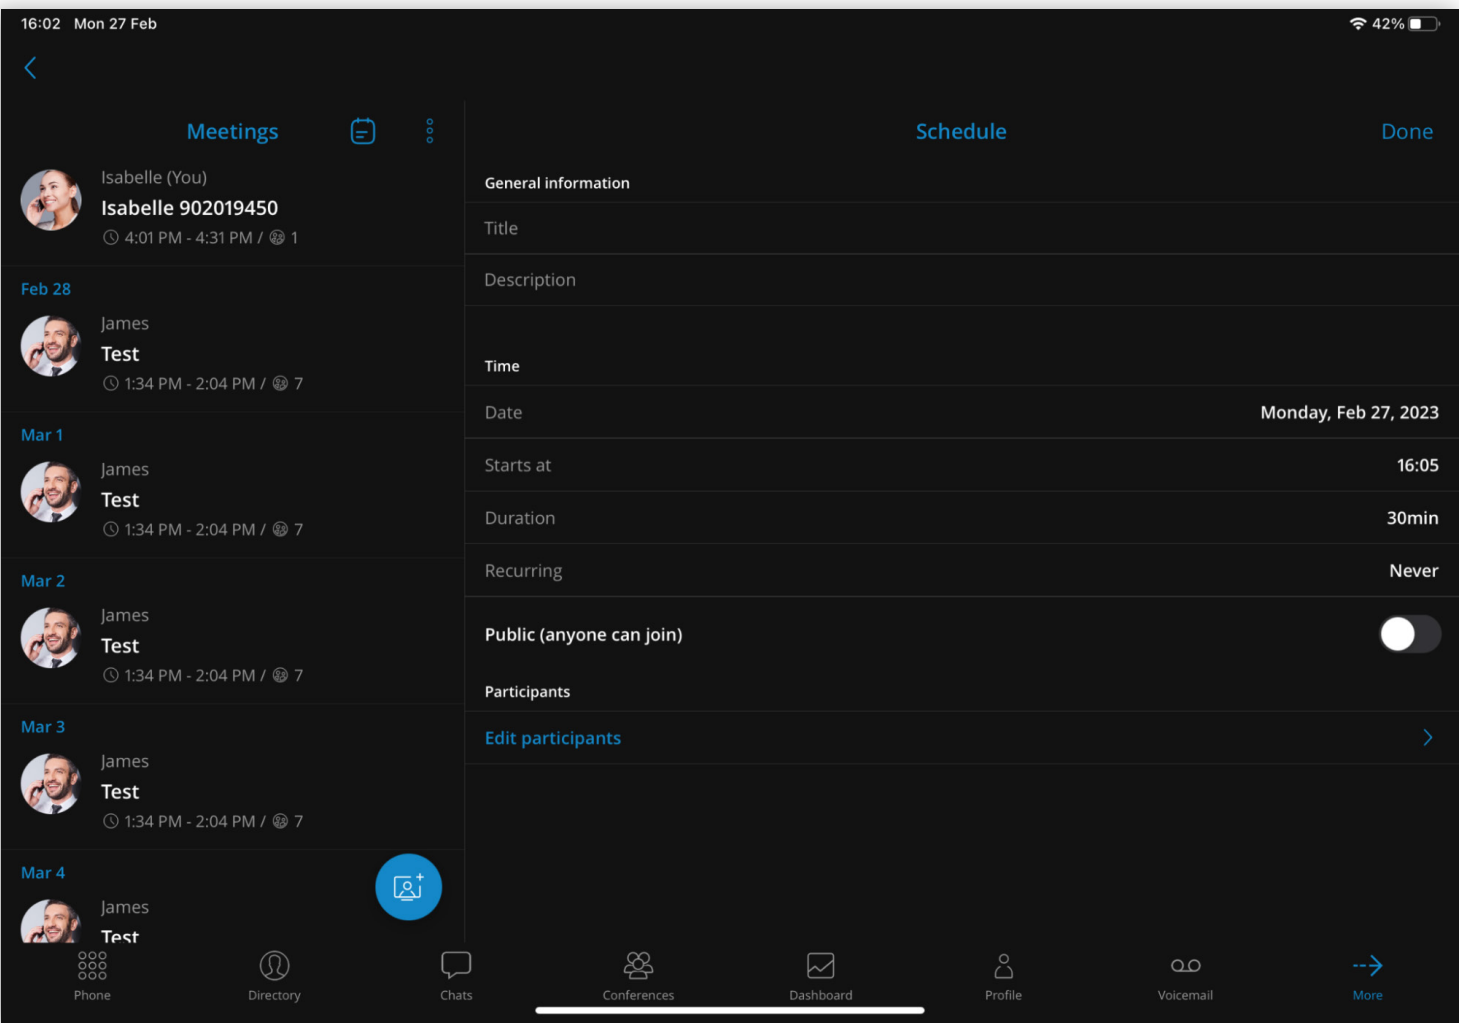 16:02 Mon 27 Feb
42%
Meetings
Isabelle (You)
Isabelle 902019450
4:01 PM - 4:31 PM / 1
Feb 28
James
Test
1:34 PM - 2:04 PM / 7
Mar 1
James
Test
1:34 PM - 2:04 PM / 7
Mar 2
James
Test
1:34 PM - 2:04 PM / 7
Mar 3
James
Test
1:34 PM - 2:04 PM / 7
Mar 4
James
Test
Schedule
Done
General information
Title
Description
Time
Date Monday, Feb 27, 2023
Starts at 16:05
Duration 30min
Recurring Never
Public (anyone can join)
Participants
Edit participants
Phone Directory Chats Conferences Dashboard Profile Voicemail More